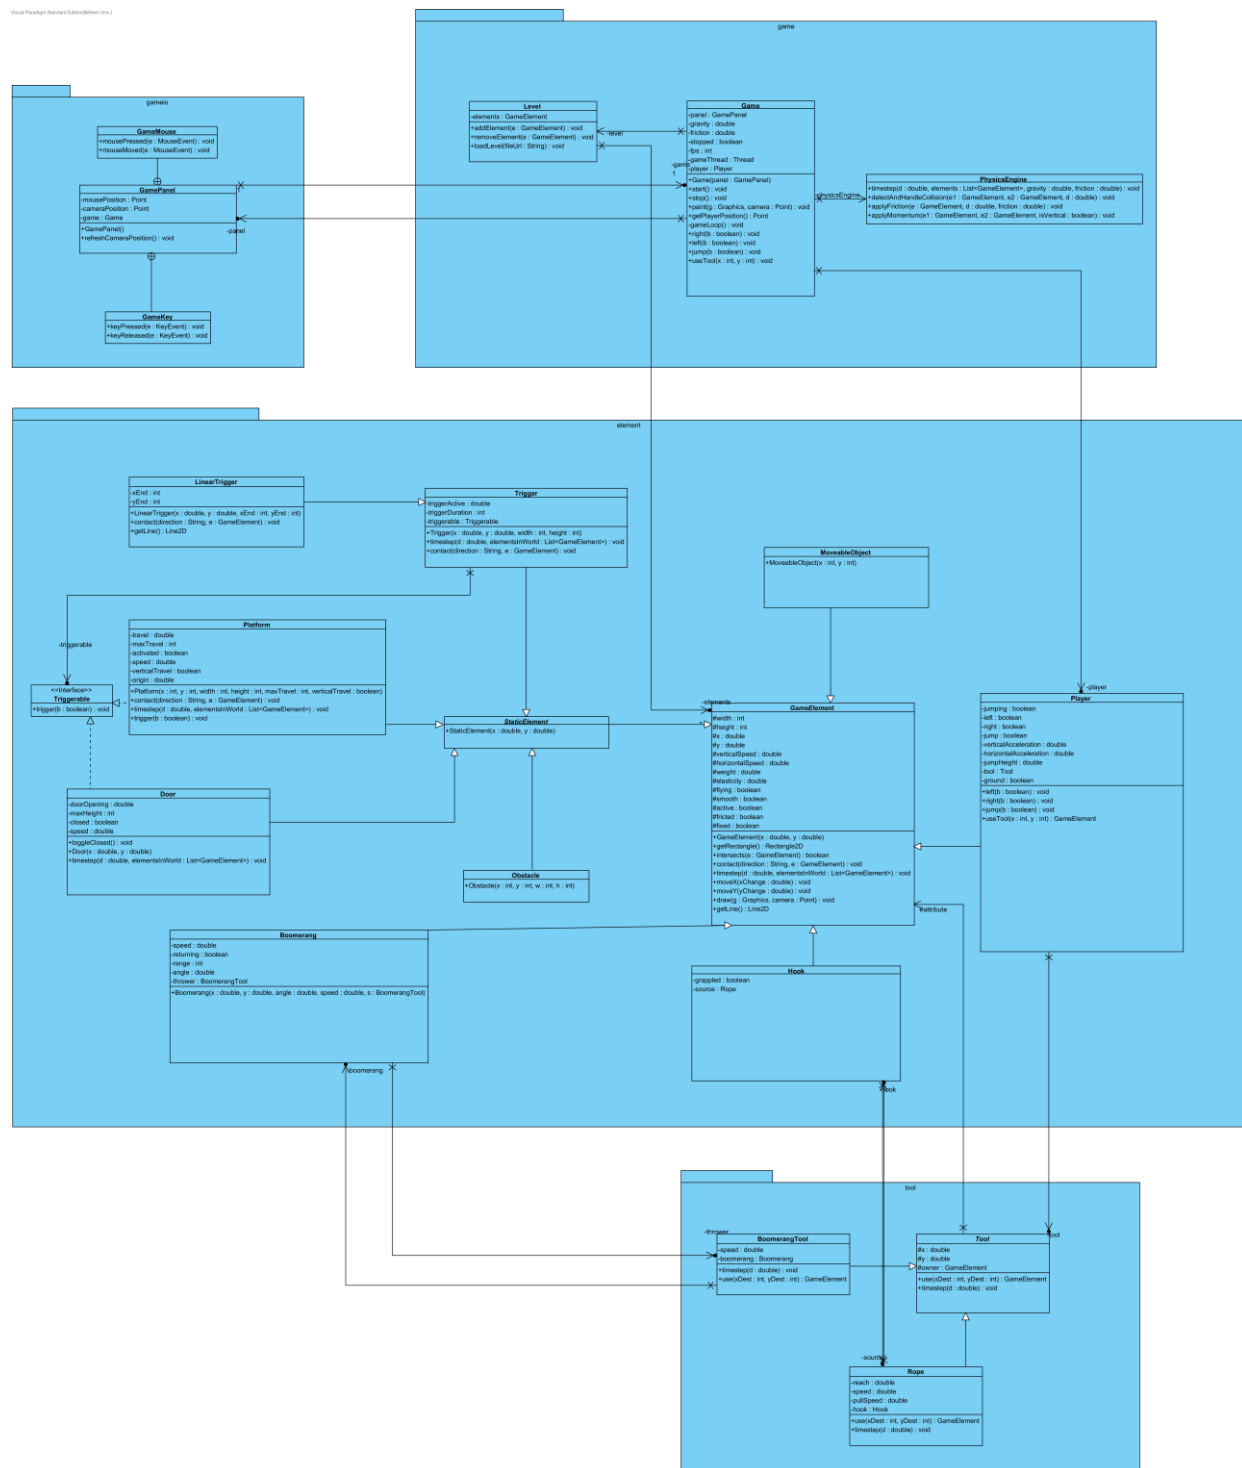 Visual Paradigm Standard Edition(Bilkent Univ.)
game
Level
-elements : GameElement
+addElement(e : GameElement) : void
+removeElement(e : GameElement) : void
+loadLevel(fileUrl : String) : void
-level
Game
-panel : GamePanel
-gravity : double
-friction : double
-stopped : boolean
-fps : int
-gameThread : Thread
-player : Player
+Game(panel : GamePanel)
+start() : void
+stop() : void
+paint(g : Graphics, camera : Point) : void
+getPlayerPosition() : Point
-gameLoop() : void
+right(b : boolean) : void
+left(b : boolean) : void
+jump(b : boolean) : void
+useTool(x : int, y : int) : void
-game
1
-physicsEngine
PhysicsEngine
+timestep(d : double, elements : List<GameElement>, gravity : double, friction : double) : void
+detectAndHandleCollision(e1 : GameElement, e2 : GameElement, d : double) : void
+applyFriction(e : GameElement, d : double, friction : double) : void
+applyMomentum(e1 : GameElement, e2 : GameElement, isVertical : boolean) : void
gameio
GameMouse
+mousePressed(e : MouseEvent) : void
+mouseMoved(e : MouseEvent) : void
GamePanel
-mousePosition : Point
-cameraPosition : Point
-game : Game
+GamePanel()
+refreshCameraPosition() : void
1
-panel
GameKey
+keyPressed(e : KeyEvent) : void
+keyReleased(e : KeyEvent) : void
element
LinearTrigger
-xEnd : int
-yEnd : int
+LinearTrigger(x : double, y : double, xEnd : int, yEnd : int)
+contact(direction : String, e : GameElement) : void
+getLine() : Line2D
Trigger
-triggerActive : double
-triggerDuration : int
-triggerable : Triggerable
+Trigger(x : double, y : double, width : int, height : int)
+timestep(d : double, elementsInWorld : List<GameElement>) : void
+contact(direction : String, e : GameElement) : void
MoveableObject
+MoveableObject(x : int, y : int)
-triggerable
<<Interface>>
Triggerable
+trigger(b : boolean) : void
Platform
-travel : double
-maxTravel : int
-activated : boolean
-speed : double
-verticalTravel : boolean
-origin : double
+Platform(x : int, y : int, width : int, height : int, maxTravel : int, verticalTravel : boolean)
+contact(direction : String, e : GameElement) : void
+timestep(d : double, elementsInWorld : List<GameElement>) : void
+trigger(b : boolean) : void
StaticElement
+StaticElement(x : double, y : double)
-elements
*
GameElement
#width : int
#height : int
#x : double
#y : double
#verticalSpeed : double
#horizontalSpeed : double
#weight : double
#elasticity : double
#flying : boolean
#smooth : boolean
#active : boolean
#fricted : boolean
#fixed : boolean
+GameElement(x : double, y : double)
+getRectangle() : Rectangle2D
+intersects(e : GameElement) : boolean
+contact(direction : String, e : GameElement) : void
+timestep(d : double, elementsInWorld : List<GameElement>) : void
+moveX(xChange : double) : void
+moveY(yChange : double) : void
+draw(g : Graphics, camera : Point) : void
+getLine() : Line2D
#attribute
-player
Player
-jumping : boolean
-left : boolean
-right : boolean
-jump : boolean
-verticalAcceleration : double
-horizontalAcceleration : double
-jumpHeight : double
-tool : Tool
-ground : boolean
+left(b : boolean) : void
+right(b : boolean) : void
+jump(b : boolean) : void
+useTool(x : int, y : int) : GameElement
Door
-doorOpening : double
-maxHeight : int
-closed : boolean
-speed : double
+toggleClosed() : void
+Door(x : double, y : double)
+timestep(d : double, elementsInWorld : List<GameElement>) : void
Obstacle
+Obstacle(x : int, y : int, w : int, h : int)
Boomerang
-speed : double
-returning : boolean
-range : int
-angle : double
-thrower : BoomerangTool
+Boomerang(x : double, y : double, angle : double, speed : double, s : BoomerangTool)
-boomerang
Hook
-grappled : boolean
-source : Rope
-hook
tool
-thrower
BoomerangTool
-speed : double
-boomerang : Boomerang
+timestep(d : double) : void
+use(xDest : int, yDest : int) : GameElement
-tool
Tool
#x : double
#y : double
#owner : GameElement
+use(xDest : int, yDest : int) : GameElement
+timestep(d : double) : void
-source
Rope
-reach : double
-speed : double
-pullSpeed : double
-hook : Hook
+use(xDest : int, yDest : int) : GameElement
+timestep(d : double) : void